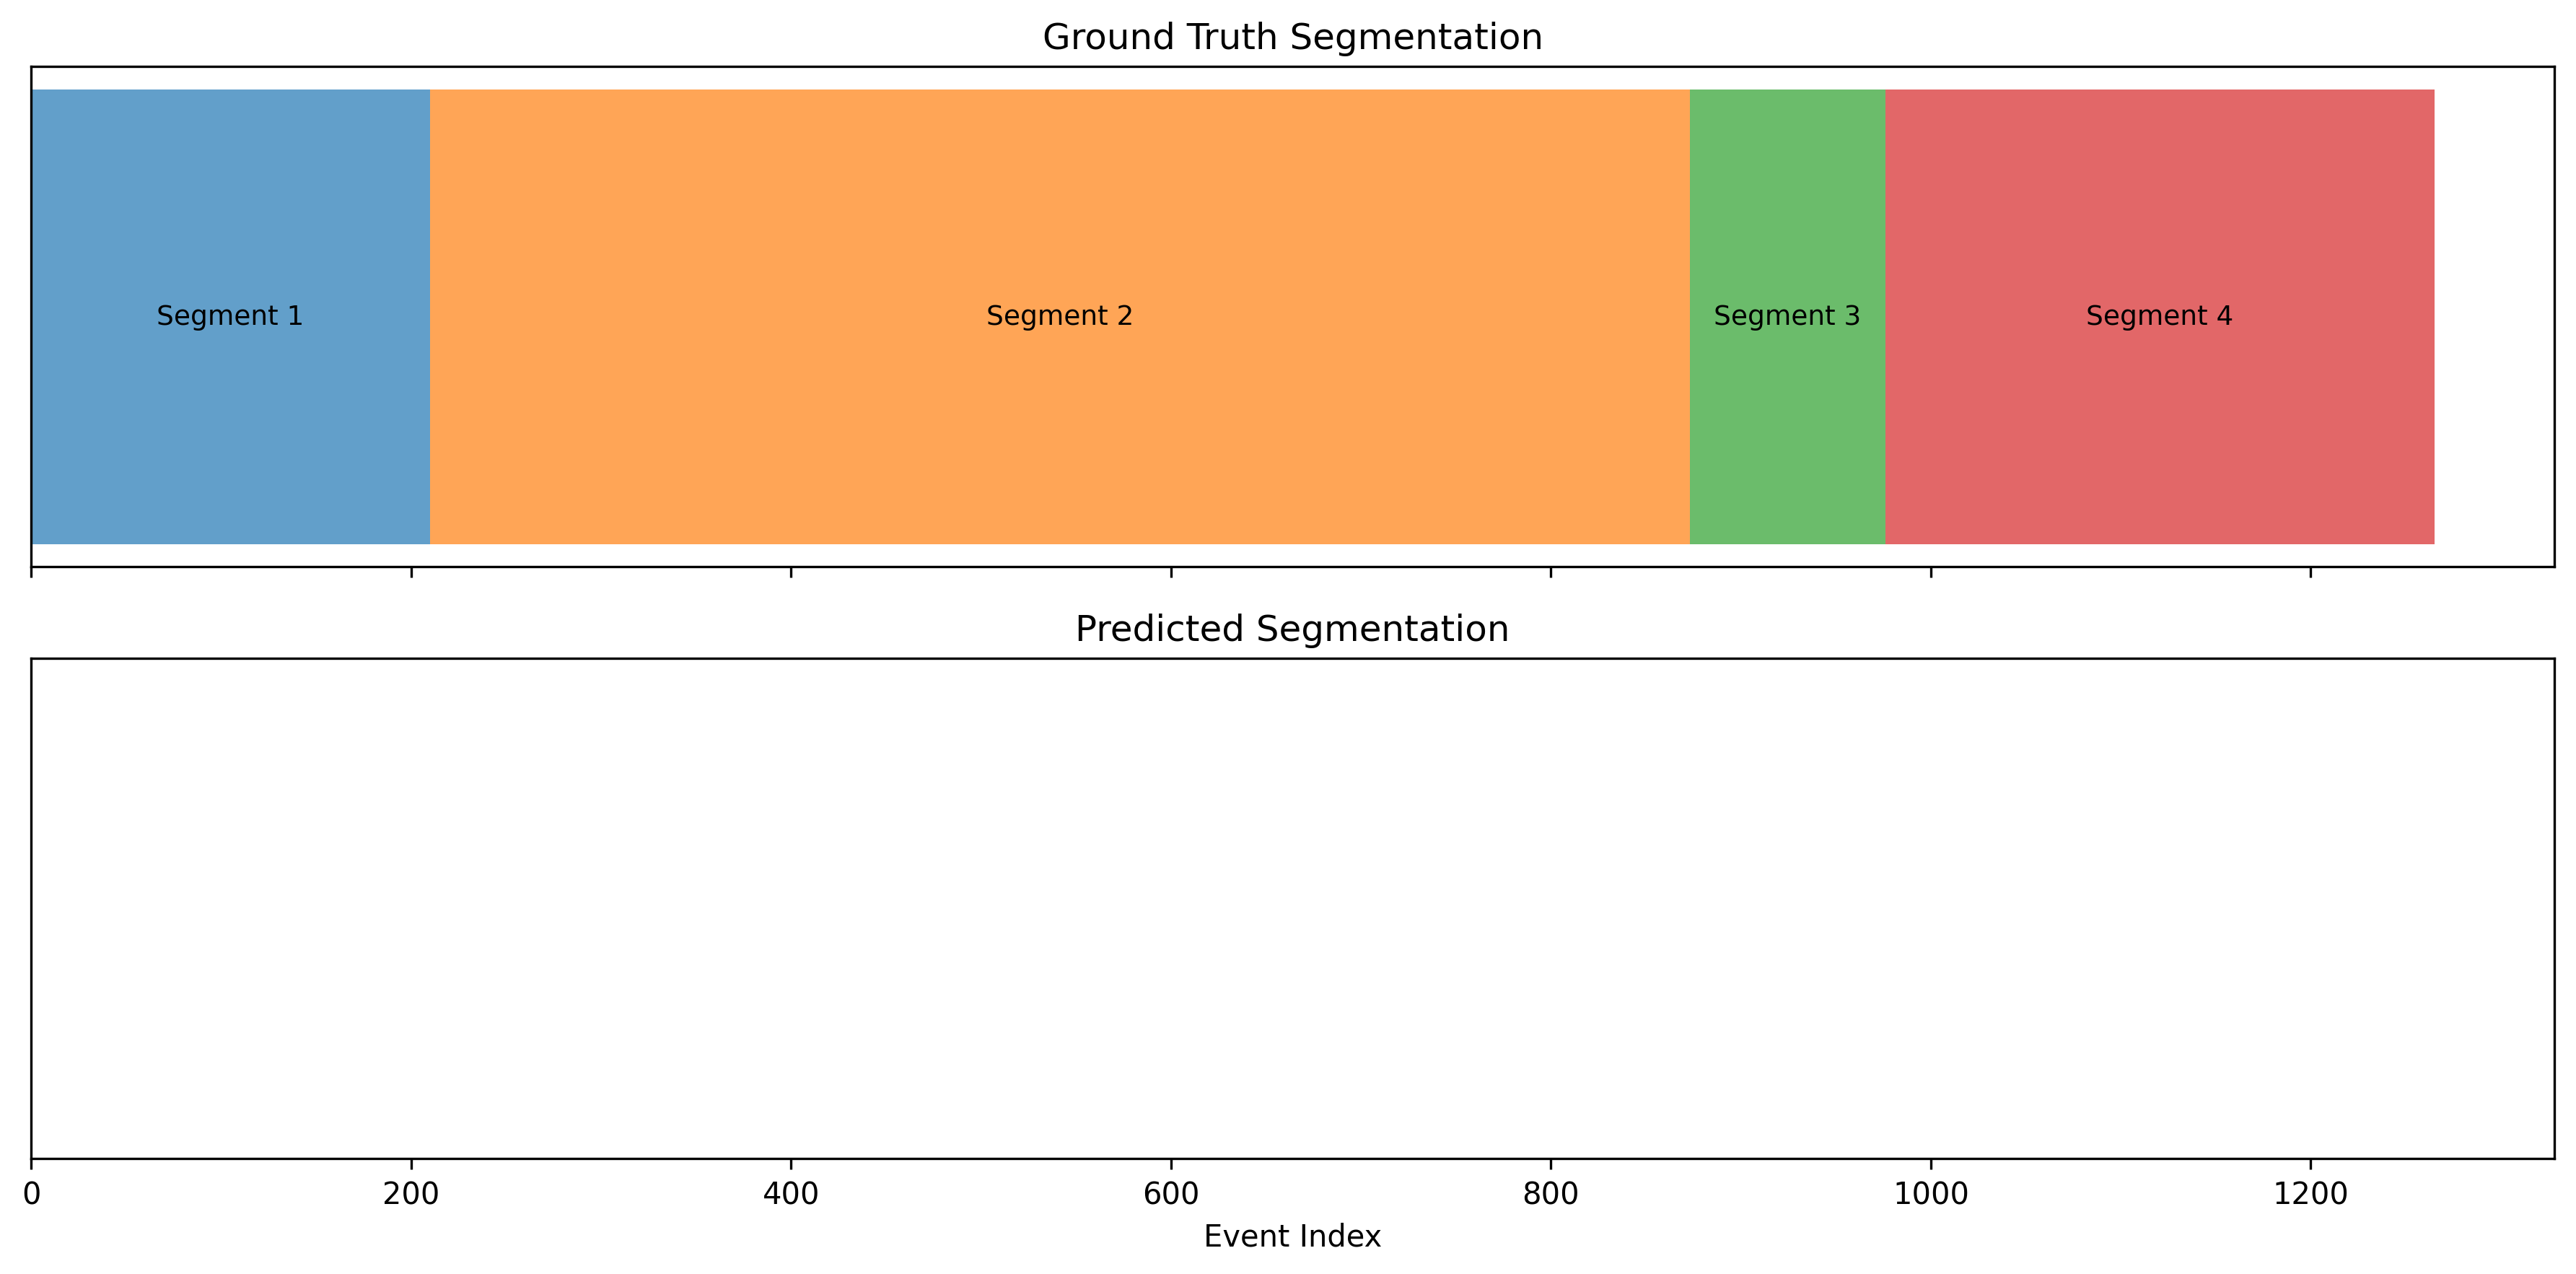 Ground Truth Segmentation
Segment 1 Segment 2 Segment 3 Segment 4
Predicted Segmentation
0 200 400 600 800 1000 1200
Event Index